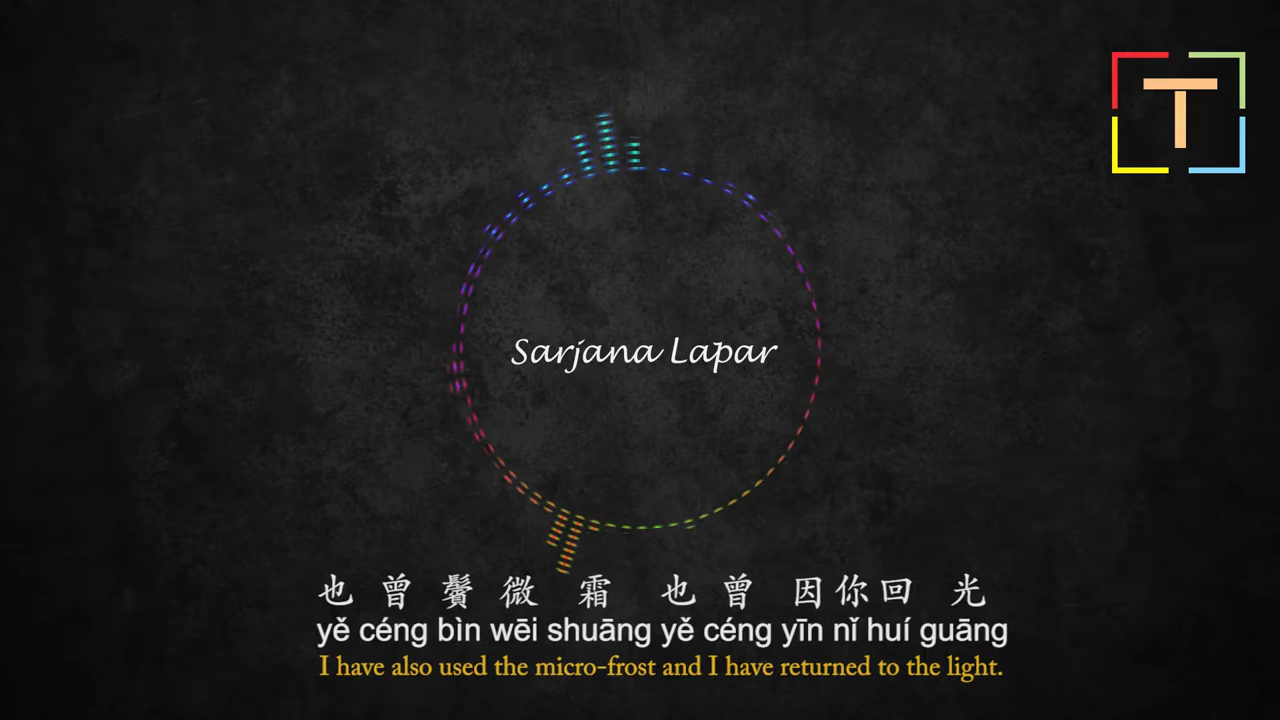 T
Sarjana Lapar
也 曾 鬢 微 霜 也 曾 因你回 光
yě céng bìn wēi shuāng yě céng yīn nǐ huí guāng
I have also used the micro-frost and I have returned to the light.